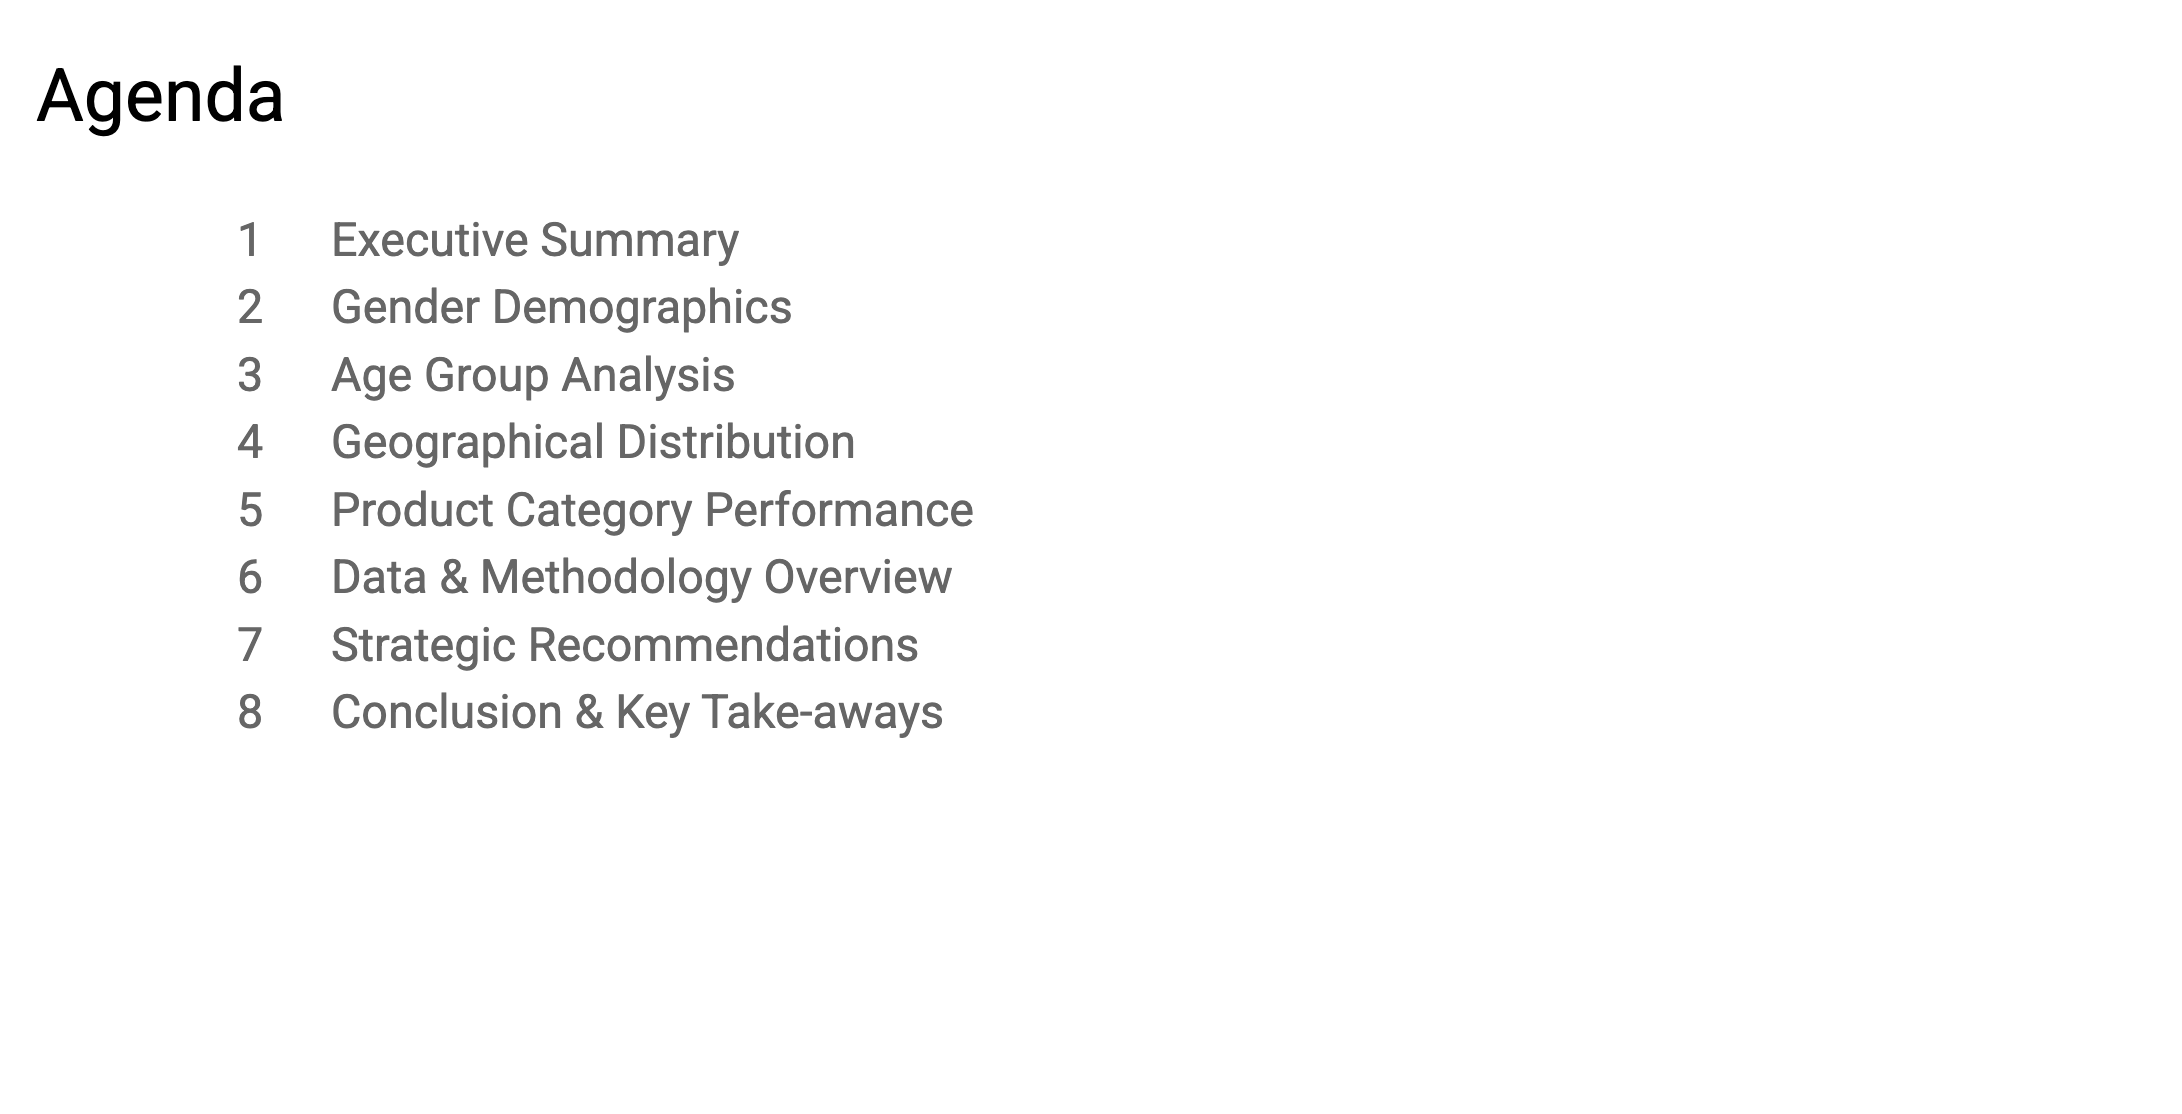 Agenda
1 Executive Summary
2 Gender Demographics
3 Age Group Analysis
4 Geographical Distribution
5 Product Category Performance
6 Data & Methodology Overview
7 Strategic Recommendations
8 Conclusion & Key Take-aways